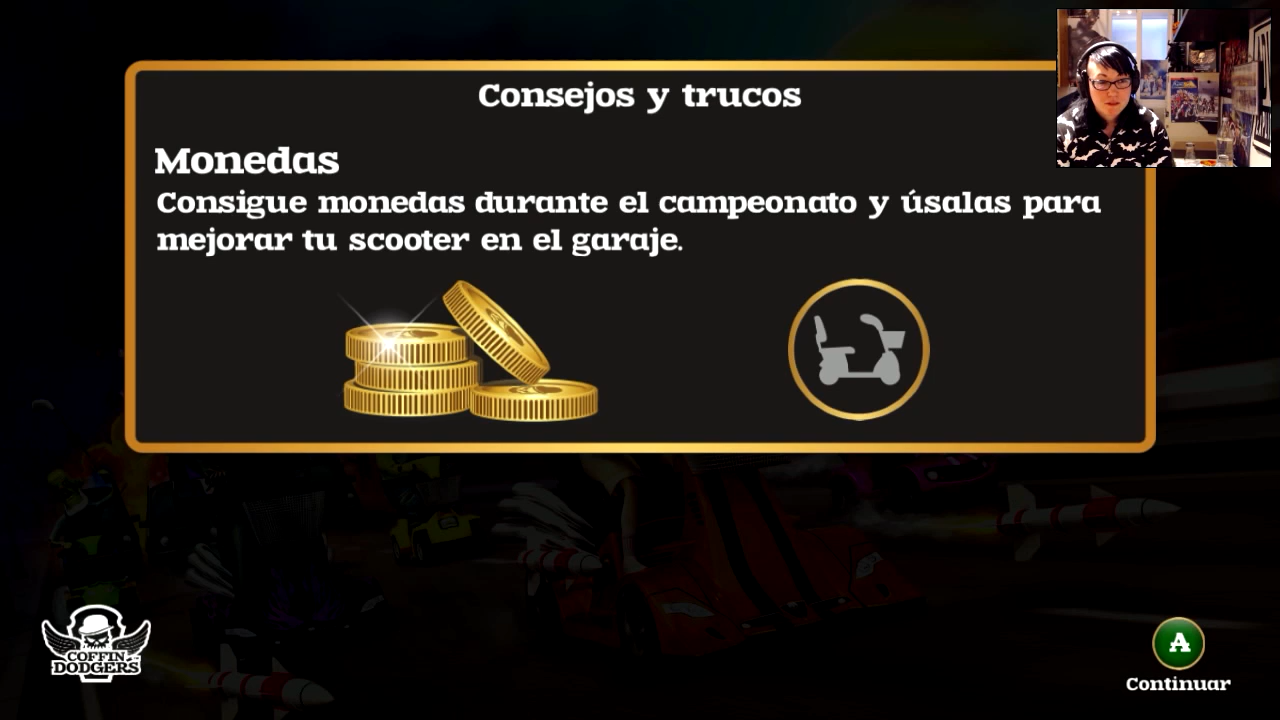 Consejos y trucos
Monedas
Consigue monedas durante el campeonato y úsalas para
mejorar tu scooter en el garaje.
COFFIN
DODGERS
A
Continuar